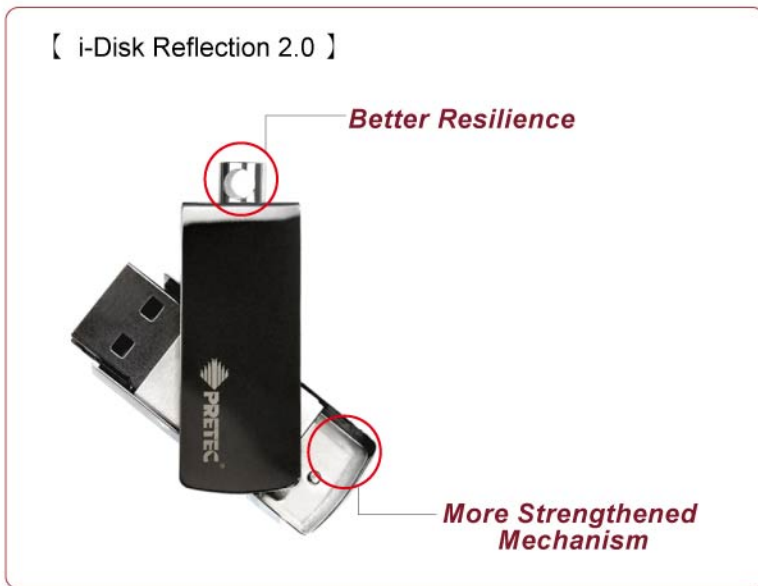 【 i-Disk Reflection 2.0 】
Better Resilience
PRETEC®
More Strengthened
Mechanism